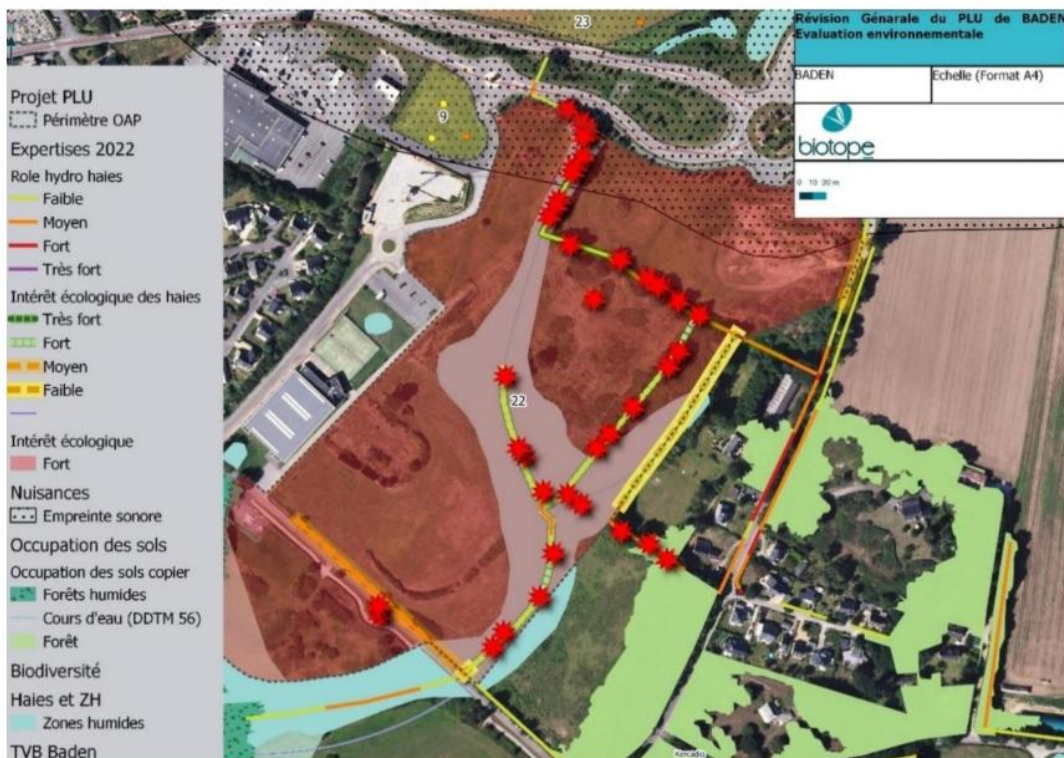 Révision Génarale du PLU de BADEN
Evaluation environnementale
BADEN
Echelle (Format A4)
biotope
0 10 20 m
Projet PLU
Périmètre OAP
Expertises 2022
Role hydro haies
Faible
Moyen
Fort
Très fort
Intérêt écologique des haies
Très fort
Fort
Moyen
Faible
Intérêt écologique
Fort
Nuisances
Empreinte sonore
Occupation des sols
Occupation des sols copier
Forêts humides
Cours d'eau (DDTM 56)
Forêt
Biodiversité
Haies et ZH
Zones humides
TVB Baden
23
9
22
Kercadio